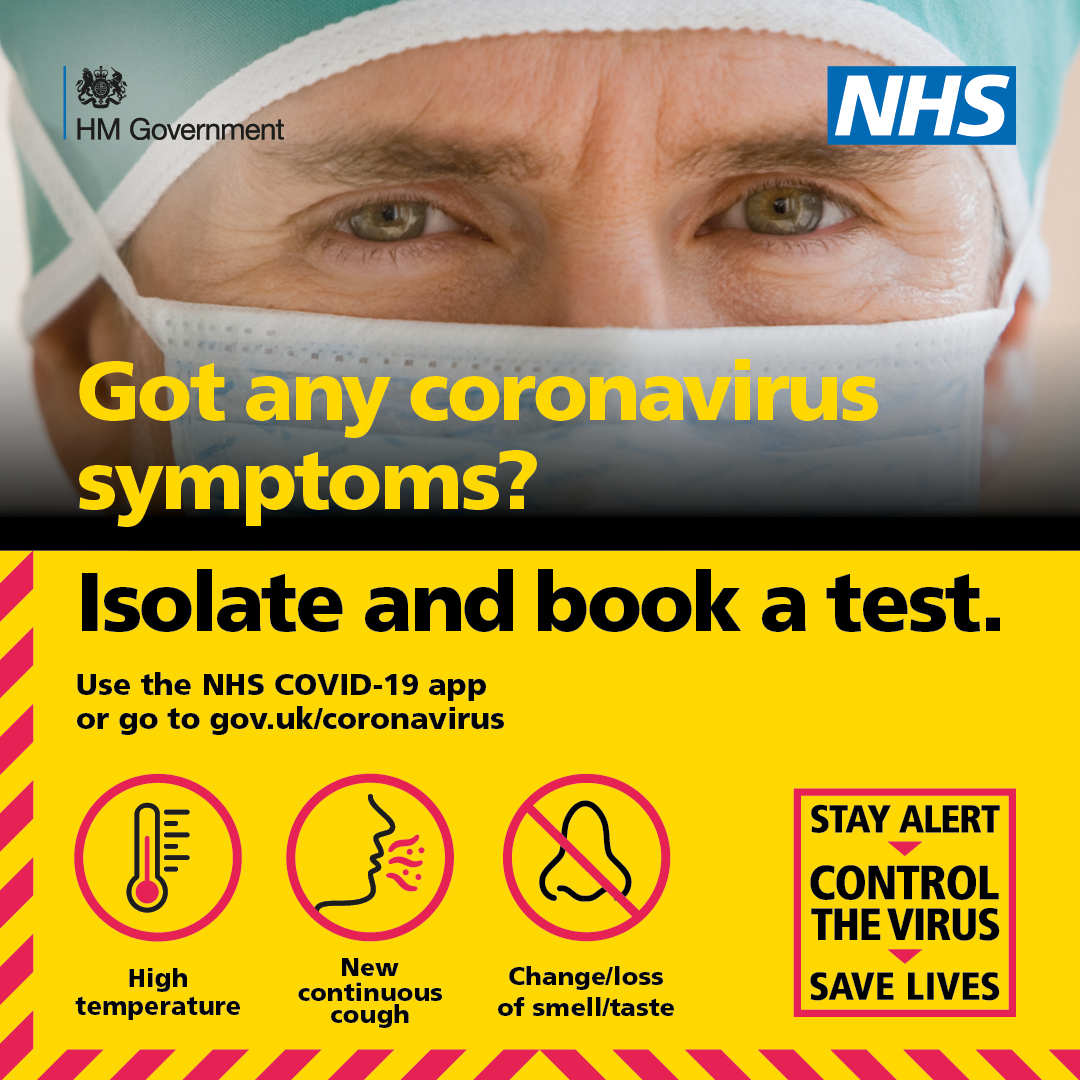 HM Government
NHS
Got any coronavirus
symptoms?
Isolate and book a test.
Use the NHS COVID-19 app
or go to gov.uk/coronavirus
High
temperature
New
continuous
cough
Change/loss
of smell/taste
STAY ALERT
CONTROL
THE VIRUS
SAVE LIVES